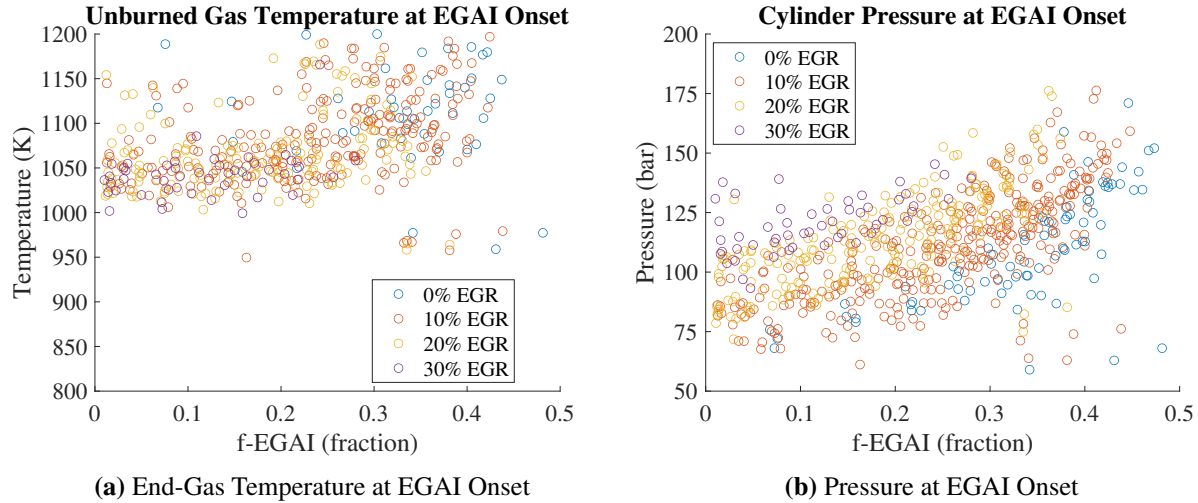 Unburned Gas Temperature at EGAI Onset
1200
1150
1100
1050
1000
950
900
850
800
Temperature (K)
0% EGR
10% EGR
20% EGR
30% EGR
0 0.1 0.2 0.3 0.4 0.5
f-EGAI (fraction)
(a) End-Gas Temperature at EGAI Onset
Cylinder Pressure at EGAI Onset
200
175
150
125
100
75
50
Pressure (bar)
0% EGR
10% EGR
20% EGR
30% EGR
0 0.1 0.2 0.3 0.4 0.5
f-EGAI (fraction)
(b) Pressure at EGAI Onset